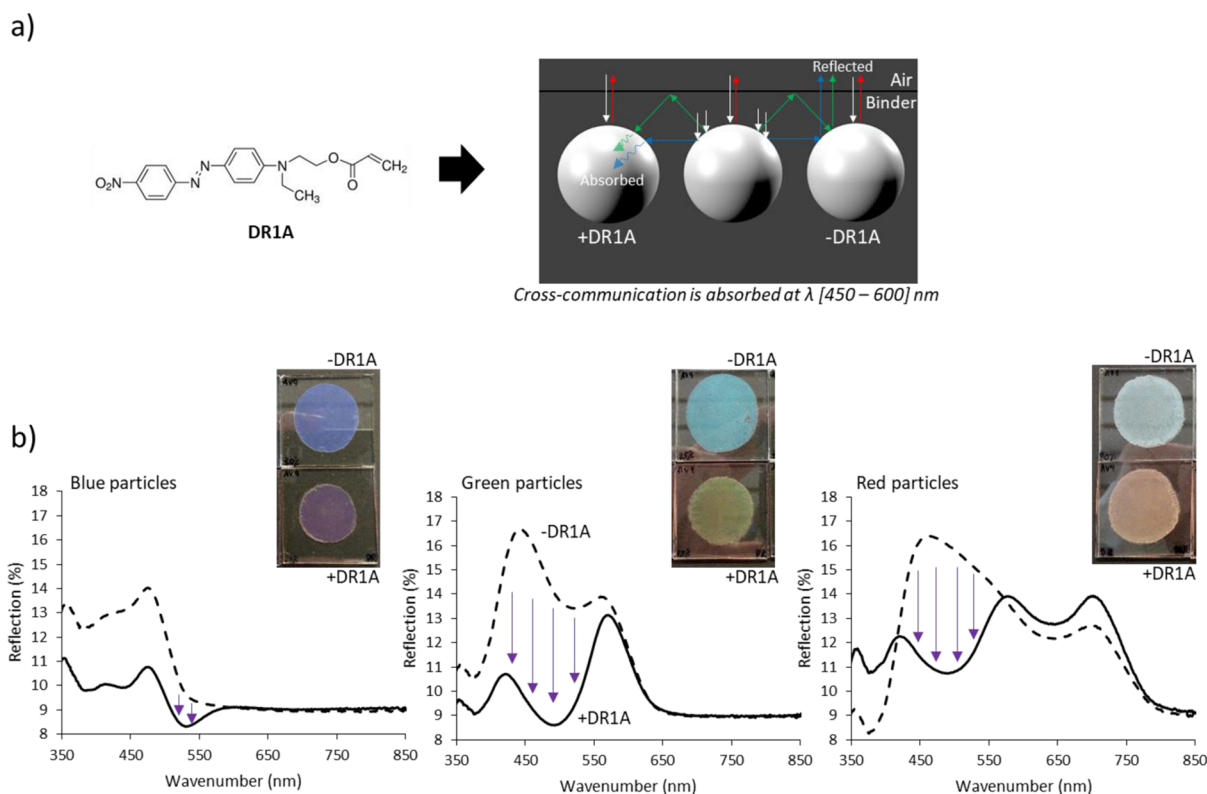 a)
O₂N
N
N
N
O
O
CH₂
CH₃
DR1A
Reflected
Air
Binder
Absorbed
+DR1A
-DR1A
Cross-communication is absorbed at λ [450 – 600] nm
b)
-DR1A
+DR1A
Blue particles
18
17
16
15
14
13
12
11
10
9
8
Reflection (%)
350
450
550
650
750
850
Wavenumber (nm)
-DR1A
+DR1A
Green particles
18
17
16
15
14
13
12
11
10
9
8
Reflection (%)
-DR1A
+DR1A
350
450
550
650
750
850
Wavenumber (nm)
-DR1A
+DR1A
Red particles
18
17
16
15
14
13
12
11
10
9
8
Reflection (%)
350
450
550
650
750
850
Wavenumber (nm)